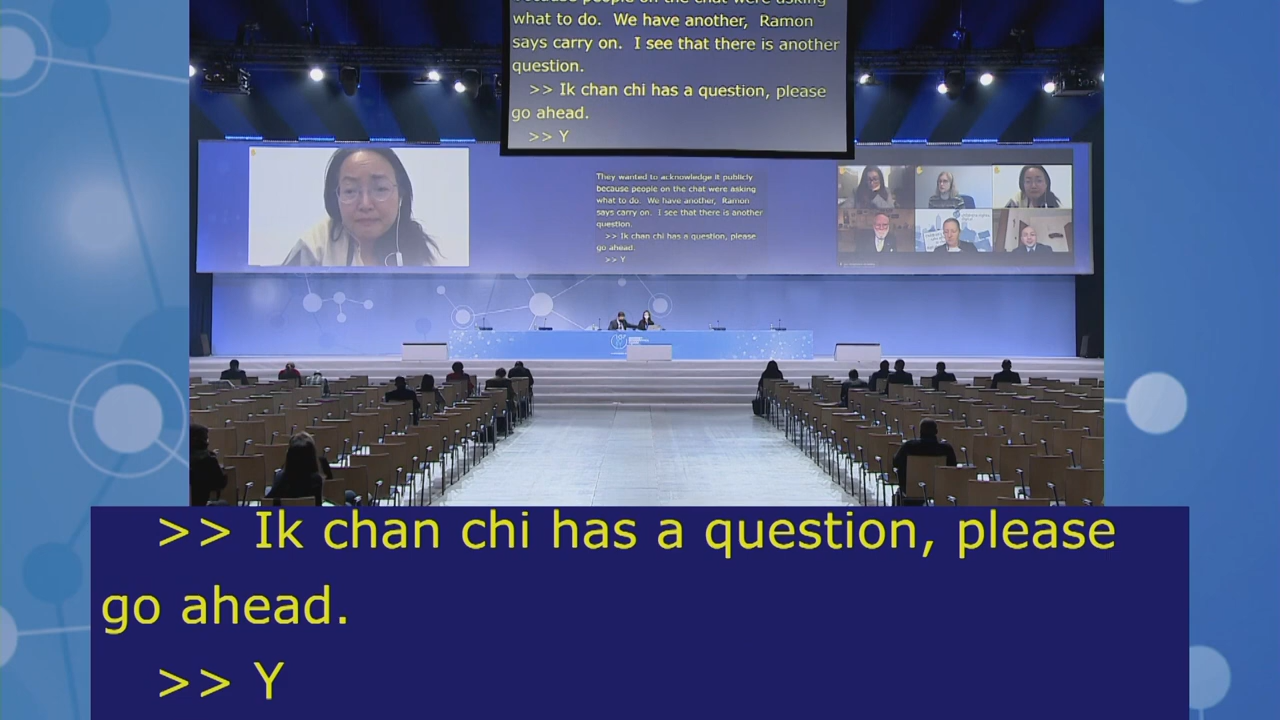 because people on the chat were asking
what to do. We have another, Ramon
says carry on. I see that there is another
question.
>> Ik chan chi has a question, please
go ahead.
>> Y
They wanted to acknowledge it publicly
because people on the chat were asking
what to do. We have another, Ramon
says carry on. I see that there is another
question.
>> Ik chan chi has a question, please
go ahead.
>> Y
>> Ik chan chi has a question, please
go ahead.
>> Y